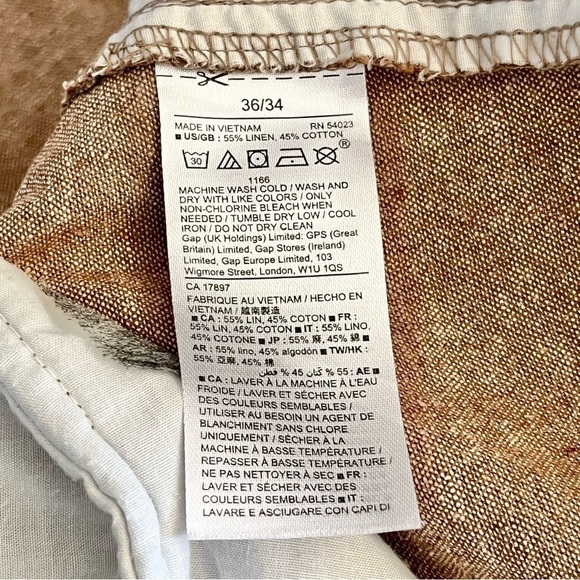 36/34
MADE IN VIETNAM RN 54023
■ US/GB : 55% LINEN, 45% COTTON
30 ®
1166
MACHINE WASH COLD / WASH AND
DRY WITH LIKE COLORS / ONLY
NON-CHLORINE BLEACH WHEN
NEEDED / TUMBLE DRY LOW / COOL
IRON / DO NOT DRY CLEAN
Gap (UK Holdings) Limited: GPS (Great
Britain) Limited, Gap Stores (Ireland)
Limited, Gap Europe Limited, 103
Wigmore Street, London, W1U 1QS
CA 17897
FABRIQUE AU VIETNAM / HECHO EN
VIETNAM / 越南製造
■ CA : 55% LIN, 45% COTON ■ FR :
55% LIN, 45% COTON ■ IT : 55% LINO,
45% COTONE ■ JP : 55% 麻, 45% 綿 ■
AR : 55% lino, 45% algodón ■ TW/HK :
55% 亞麻, 45% 棉
■ AE : 55 % كتان 45 % قطن
■ CA : LAVER À LA MACHINE À L'EAU
FROIDE / LAVER ET SÉCHER AVEC
DES COULEURS SEMBLABLES /
UTILISER AU BESOIN UN AGENT DE
BLANCHIMENT SANS CHLORE
UNIQUEMENT / SÉCHER À LA
MACHINE À BASSE TEMPÉRATURE /
REPASSER À BASSE TEMPÉRATURE /
NE PAS NETTOYER À SEC ■ FR :
LAVER ET SÉCHER AVEC DES
COULEURS SEMBLABLES ■ IT :
LAVARE E ASCIUGARE CON CAPI DI